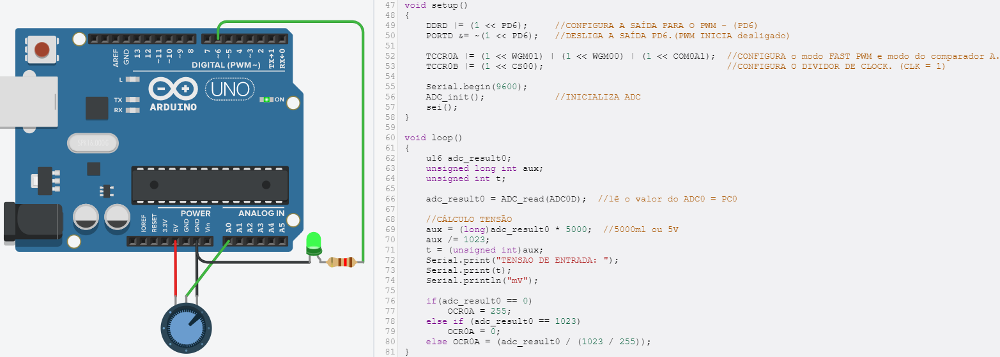 AREF
GND
13
12
~11
~10
~9
8
7
~6
~5
4
~3
2
TX→1
RX←0
DIGITAL (PWM~)
L
TX
RX
UNO
ON
ARDUINO
IOREF
RESET
3.3V
5V
GND
GND
Vin
POWER
ANALOG IN
A0
A1
A2
A3
A4
A5
47 void setup()
48 {
49 DDRD |= (1 << PD6); //CONFIGURA A SAÍDA PARA O PWM - (PD6)
50 PORTD &= ~(1 << PD6); //DESLIGA A SAÍDA PD6.(PWM INICIA desligado)
51
52 TCCR0A |= (1 << WGM01) | (1 << WGM00) | (1 << COM0A1); //CONFIGURA o modo FAST PWM e modo do comparador A.
53 TCCR0B |= (1 << CS00); //CONFIGURA O DIVIDOR DE CLOCK. (CLK = 1)
54
55 Serial.begin(9600);
56 ADC_init(); //INICIALIZA ADC
57 sei();
58 }
59
60 void loop()
61 {
62 u16 adc_result0;
63 unsigned long int aux;
64 unsigned int t;
65
66 adc_result0 = ADC_read(ADC0D); //lê o valor do ADC0 = PC0
67
68 //CÁLCULO TENSÃO
69 aux = (long)adc_result0 * 5000; //5000ml ou 5V
70 aux /= 1023;
71 t = (unsigned int)aux;
72 Serial.print("TENSAO DE ENTRADA: ");
73 Serial.print(t);
74 Serial.println("mV");
75
76 if(adc_result0 == 0)
77 OCR0A = 255;
78 else if (adc_result0 == 1023)
79 OCR0A = 0;
80 else OCR0A = (adc_result0 / (1023 / 255));
81 }